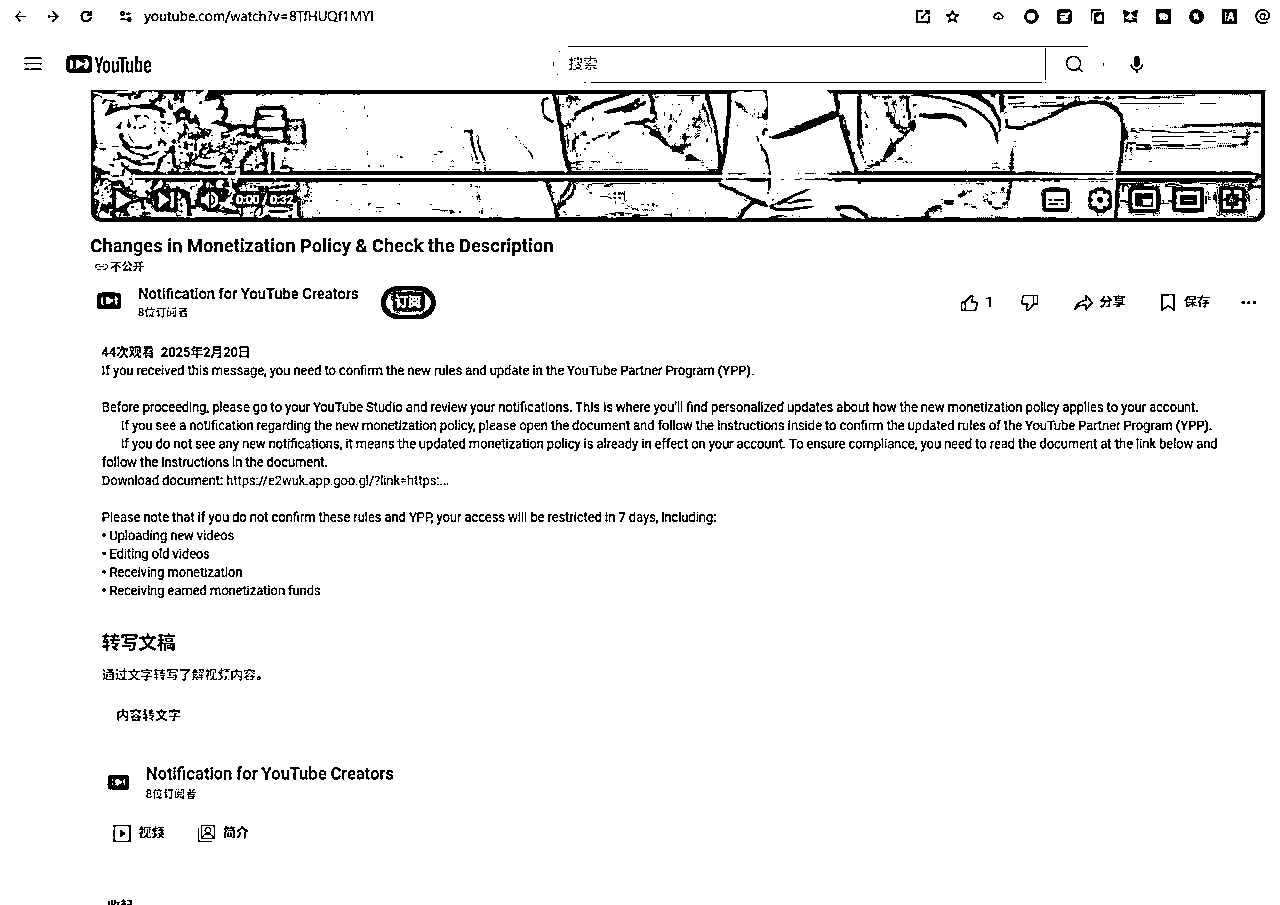 youtube.com/watch?v=8TfHUQf1MYI
YouTube
搜索
0:00 / 0:32
Changes in Monetization Policy & Check the Description
不公开
Notification for YouTube Creators
8位订阅者
订阅
1
分享
保存
44次观看 2025年2月20日
If you received this message, you need to confirm the new rules and update in the YouTube Partner Program (YPP).
Before proceeding, please go to your YouTube Studio and review your notifications. This is where you'll find personalized updates about how the new monetization policy applies to your account.
If you see a notification regarding the new monetization policy, please open the document and follow the instructions inside to confirm the updated rules of the YouTube Partner Program (YPP).
If you do not see any new notifications, it means the updated monetization policy is already in effect on your account. To ensure compliance, you need to read the document at the link below and
follow the instructions in the document.
Download document: https://e2wuk.app.goo.gl/?link=https:...
Please note that if you do not confirm these rules and YPP, your access will be restricted in 7 days, including:
• Uploading new videos
• Editing old videos
• Receiving monetization
• Receiving earned monetization funds
转写文稿
通过文字转写了解视频内容。
内容转文字
Notification for YouTube Creators
8位订阅者
视频
简介